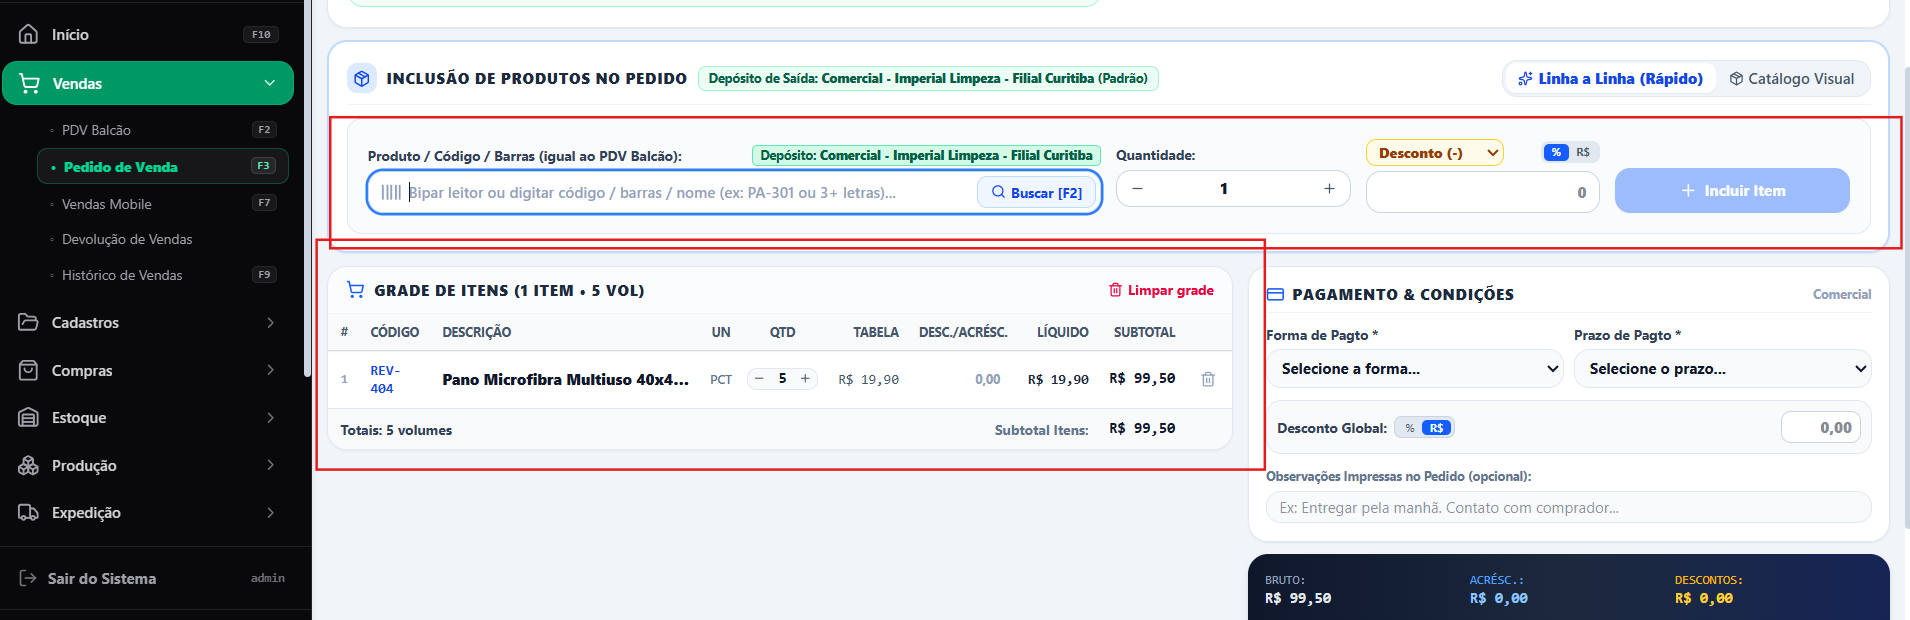 Início
F10
Vendas
PDV Balcão
F2
Pedido de Venda
F3
Vendas Mobile
F7
Devolução de Vendas
Histórico de Vendas
F9
Cadastros
Compras
Estoque
Produção
Expedição
Sair do Sistema
admin
INCLUSÃO DE PRODUTOS NO PEDIDO
Depósito de Saída: Comercial - Imperial Limpeza - Filial Curitiba (Padrão)
Linha a Linha (Rápido)
Catálogo Visual
Produto / Código / Barras (igual ao PDV Balcão):
Depósito: Comercial - Imperial Limpeza - Filial Curitiba
Bipar leitor ou digitar código / barras / nome (ex: PA-301 ou 3+ letras)...
Buscar [F2]
Quantidade:
− 1 +
Desconto (-)
% R$
0
+ Incluir Item
GRADE DE ITENS (1 ITEM • 5 VOL)
Limpar grade
# CÓDIGO DESCRIÇÃO UN QTD TABELA DESC./ACRÉSC. LÍQUIDO SUBTOTAL
1 REV-404 Pano Microfibra Multiuso 40x4... PCT − 5 + R$ 19,90 0,00 R$ 19,90 R$ 99,50
Totais: 5 volumes
Subtotal Itens: R$ 99,50
PAGAMENTO & CONDIÇÕES
Comercial
Forma de Pagto *
Prazo de Pagto *
Selecione a forma...
Selecione o prazo...
Desconto Global: % R$
0,00
Observações Impressas no Pedido (opcional):
Ex: Entregar pela manhã. Contato com comprador...
BRUTO:
R$ 99,50
ACRÉSC.:
R$ 0,00
DESCONTOS:
R$ 0,00